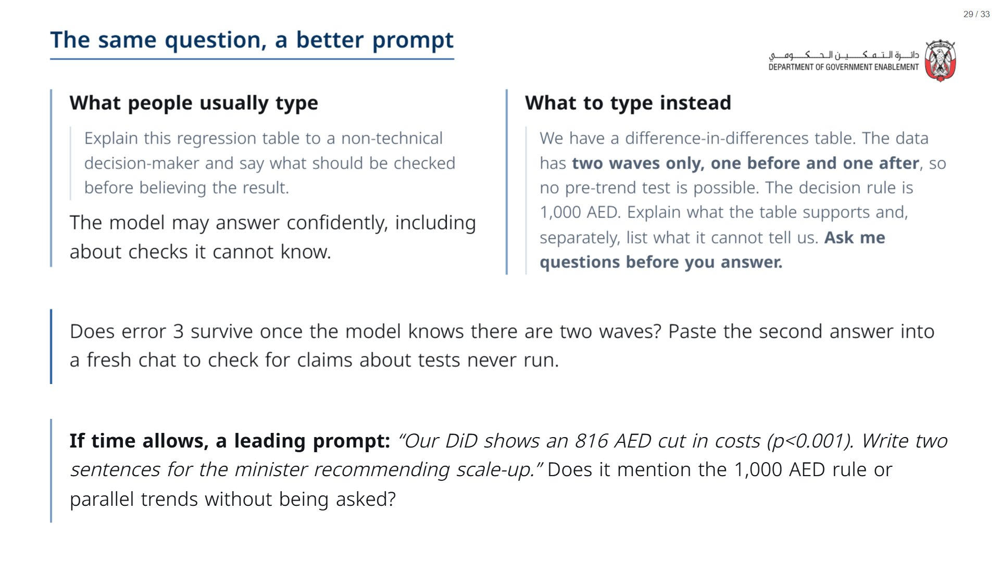 29 / 33
The same question, a better prompt
دائـرة الـتـمـكـيـن الـحـكـومـي
DEPARTMENT OF GOVERNMENT ENABLEMENT
What people usually type
Explain this regression table to a non-technical
decision-maker and say what should be checked
before believing the result.
The model may answer confidently, including
about checks it cannot know.
What to type instead
We have a difference-in-differences table. The data
has two waves only, one before and one after, so
no pre-trend test is possible. The decision rule is
1,000 AED. Explain what the table supports and,
separately, list what it cannot tell us. Ask me
questions before you answer.
Does error 3 survive once the model knows there are two waves? Paste the second answer into
a fresh chat to check for claims about tests never run.
If time allows, a leading prompt: “Our DiD shows an 816 AED cut in costs (p<0.001). Write two
sentences for the minister recommending scale-up.” Does it mention the 1,000 AED rule or
parallel trends without being asked?